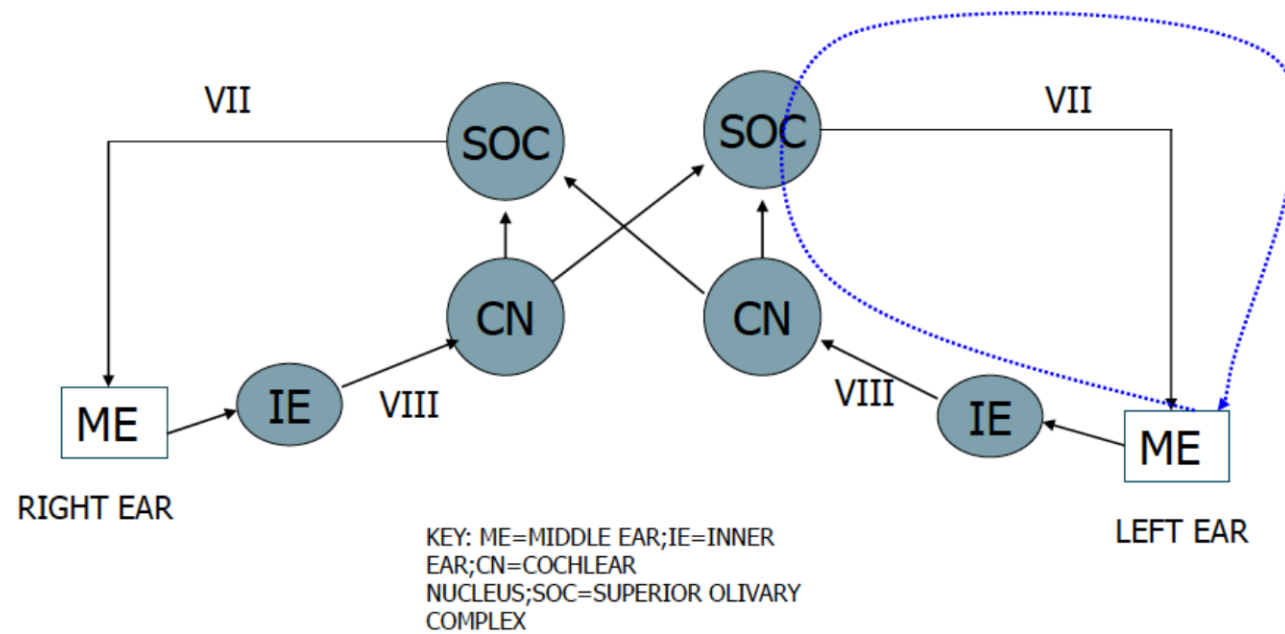 VII
VII
SOC
SOC
CN
CN
IE
VIII
VIII
IE
ME
ME
RIGHT EAR
LEFT EAR
KEY: ME=MIDDLE EAR;IE=INNER
EAR;CN=COCHLEAR
NUCLEUS;SOC=SUPERIOR OLIVARY
COMPLEX